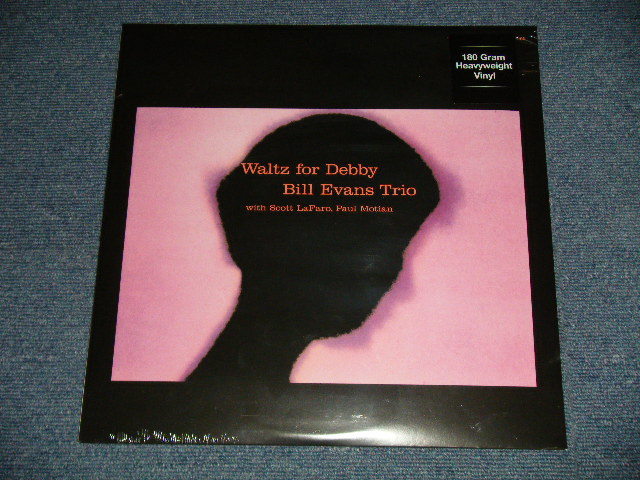 180 Gram
Heavyweight
Vinyl
Waltz for Debby
Bill Evans Trio
with Scott LaFaro, Paul Motian